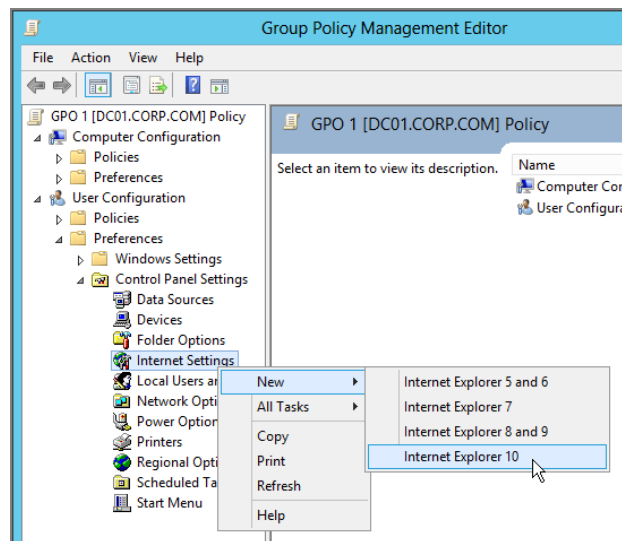 Group Policy Management Editor
File Action View Help
GPO 1 [DC01.CORP.COM] Policy
Computer Configuration
Policies
Preferences
User Configuration
Policies
Preferences
Windows Settings
Control Panel Settings
Data Sources
Devices
Folder Options
Internet Settings
Local Users a
Network Opti
Power Option
Printers
Regional Opti
Scheduled Ta
Start Menu
GPO 1 [DC01.CORP.COM] Policy
Select an item to view its description.
Name
Computer Co
User Configura
New
All Tasks
Copy
Print
Refresh
Help
Internet Explorer 5 and 6
Internet Explorer 7
Internet Explorer 8 and 9
Internet Explorer 10